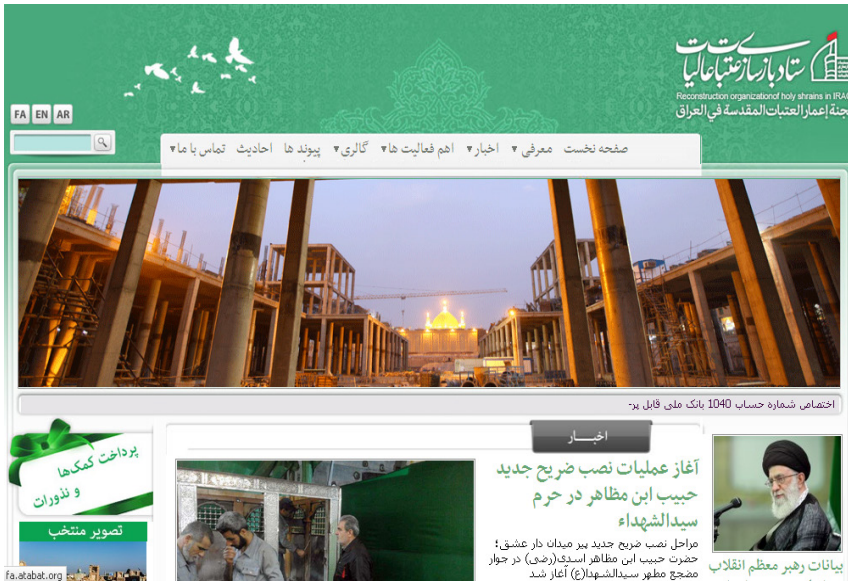 ستاد بازسازی عتبات عالیات
Reconstruction organizationof holy shrains in IRAQ
لجنة إعمار العتبات المقدسة في العراق
FA EN AR
صفحه نخست معرفی اخبار اهم فعالیت ها گالری پیوند ها احادیث تماس با ما
اختصاص شماره حساب 1040 بانک ملی قابل پر-
اخبار
آغاز عملیات نصب ضریح جدید
حبیب ابن مظاهر در حرم
سیدالشهداء
مراحل نصب ضریح جدید پیر میدان دار عشق؛
حضرت حبیب ابن مظاهر اسدی(رضی) در جوار
مضجع مطهر سیدالشهدا(ع) آغاز شد
بیانات رهبر معظم انقلاب
پرداخت کمک‌ها
و نذورات
تصویر منتخب
fa.atabat.org